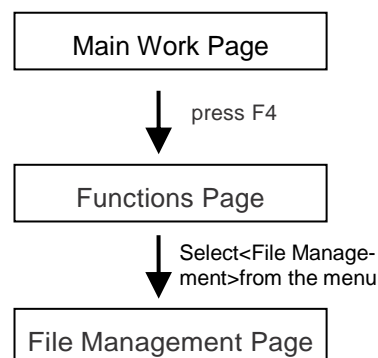 Main Work Page
press F4
Functions Page
Select<File Manage-
ment>from the menu
File Management Page